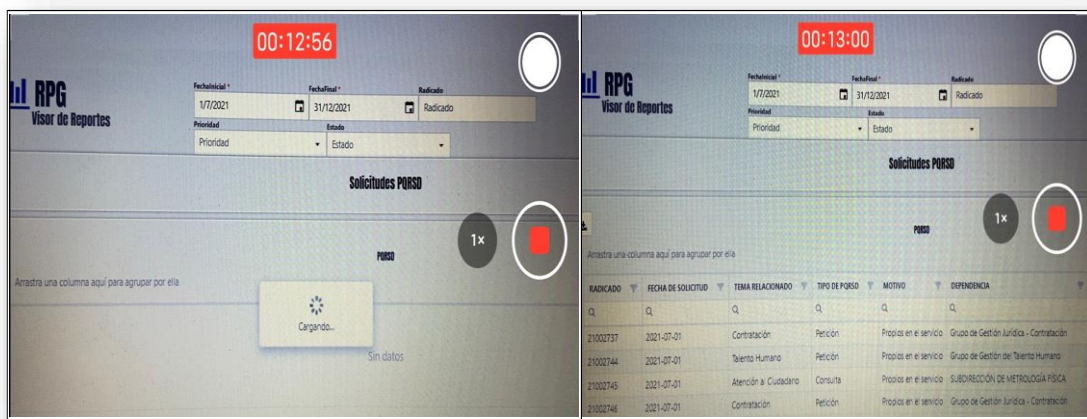 00:12:56
RPG
Visor de Reportes
FechaInicial *
FechaFinal *
Radicado
1/7/2021
31/12/2021
Radicado
Prioridad
Estado
Prioridad
Estado
Solicitudes PQRSD
1×
PQRSD
Arrastra una columna aquí para agrupar por ella
Cargando...
Sin datos
00:13:00
RPG
Visor de Reportes
FechaInicial *
FechaFinal *
Radicado
1/7/2021
31/12/2021
Radicado
Prioridad
Estado
Prioridad
Estado
Solicitudes PQRSD
1×
PQRSD
Arrastra una columna aquí para agrupar por ella
RADICADO FECHA DE SOLICITUD TEMA RELACIONADO TIPO DE PQRSD MOTIVO DEPENDENCIA
21002737 2021-07-01 Contratación Petición Propios en el servicio Grupo de Gestión Jurídica - Contratación
21002744 2021-07-01 Talento Humano Petición Propios en el servicio Grupo de Gestión del Talento Humano
21002745 2021-07-01 Atención al Ciudadano Consulta Propios en el servicio SUBDIRECCIÓN DE METROLOGÍA FÍSICA
21002746 2021-07-01 Contratación Petición Propios en el servicio Grupo de Gestión Jurídica - Contratación